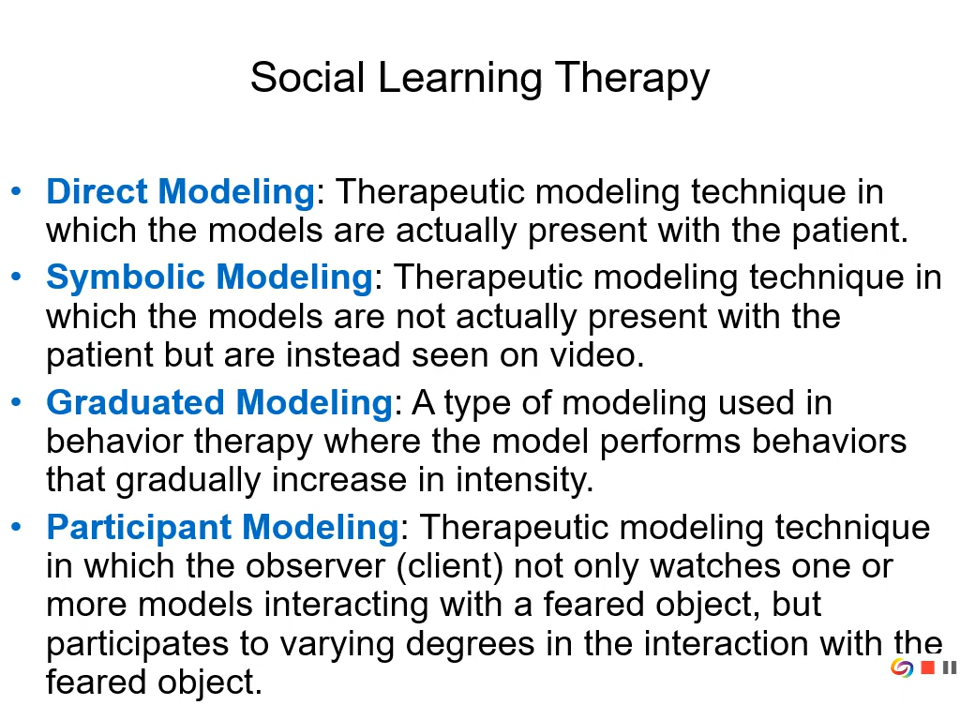 Social Learning Therapy
• Direct Modeling: Therapeutic modeling technique in
which the models are actually present with the patient.
• Symbolic Modeling: Therapeutic modeling technique in
which the models are not actually present with the
patient but are instead seen on video.
• Graduated Modeling: A type of modeling used in
behavior therapy where the model performs behaviors
that gradually increase in intensity.
• Participant Modeling: Therapeutic modeling technique
in which the observer (client) not only watches one or
more models interacting with a feared object, but
participates to varying degrees in the interaction with the
feared object.